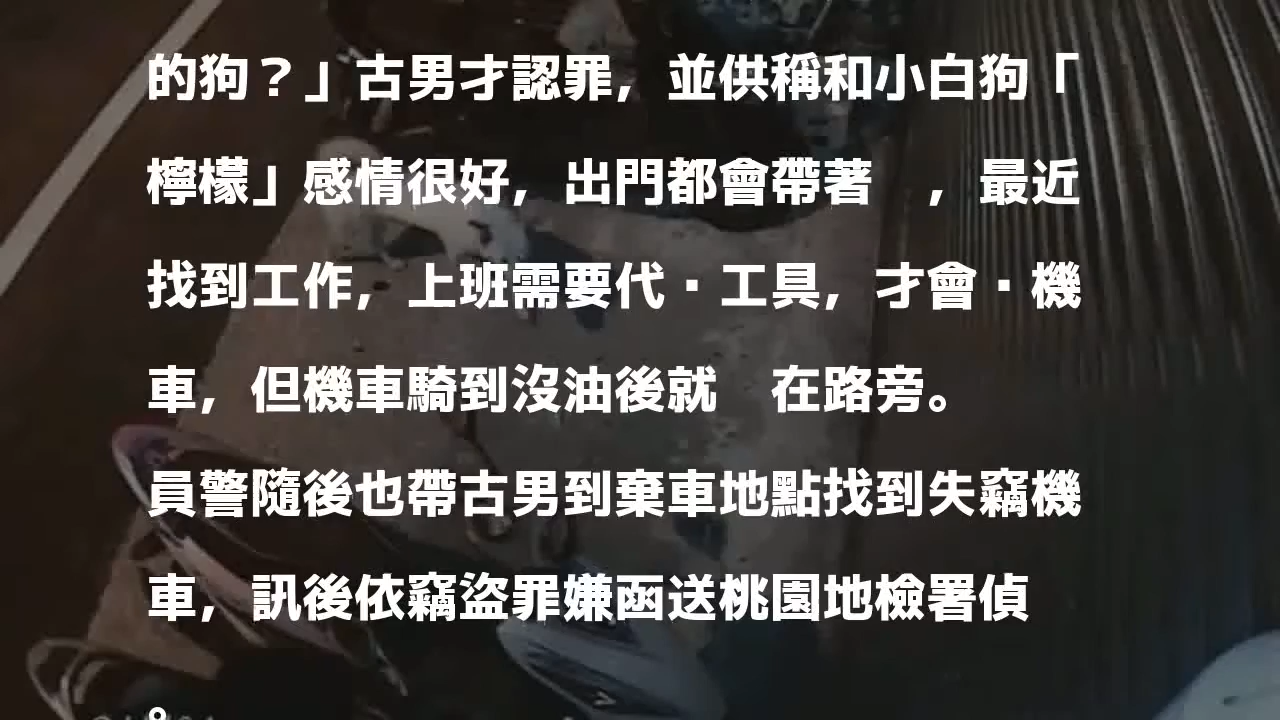 的狗？」古男才認罪，並供稱和小白狗「
檸檬」感情很好，出門都會帶著　，最近
找到工作，上班需要代·工具，才會·機
車，但機車騎到沒油後就　在路旁。
員警隨後也帶古男到棄車地點找到失竊機
車，訊後依竊盜罪嫌函送桃園地檢署偵